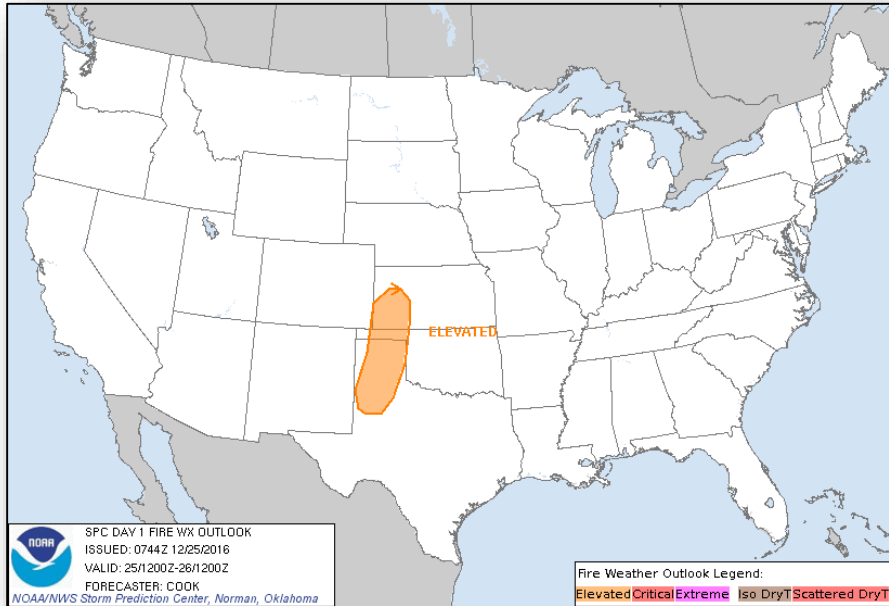 ELEVATED
NOAA
SPC DAY 1 FIRE WX OUTLOOK
ISSUED: 0744Z 12/25/2016
VALID: 25/1200Z-26/1200Z
FORECASTER: COOK
NOAA/NWS Storm Prediction Center, Norman, Oklahoma
Fire Weather Outlook Legend:
Elevated Critical Extreme Iso DryT Scattered DryT